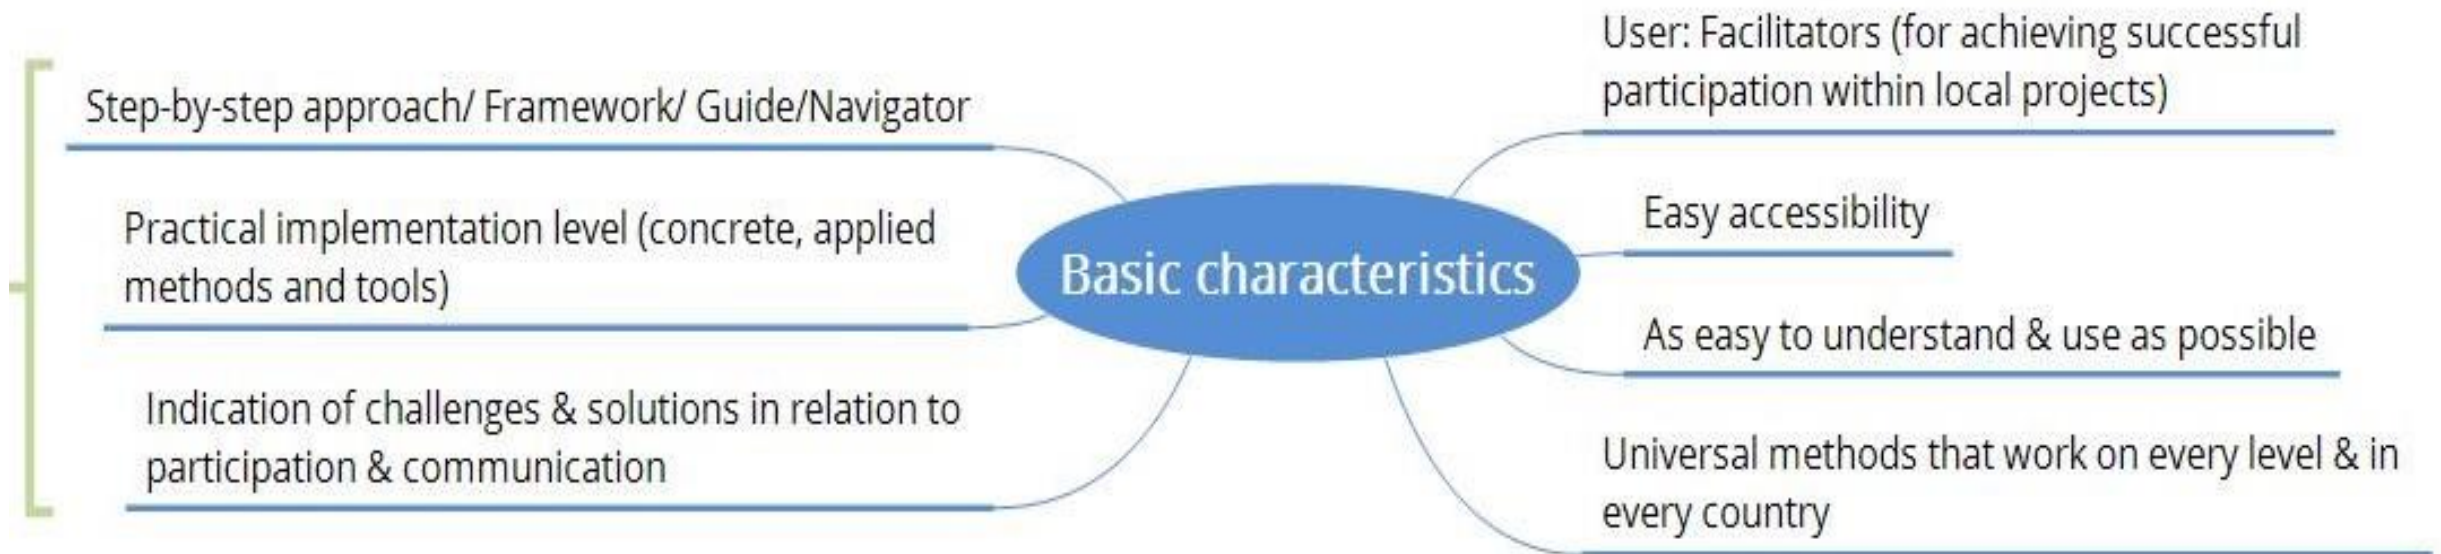 Step-by-step approach/ Framework/ Guide/Navigator
Practical implementation level (concrete, applied
methods and tools)
Indication of challenges & solutions in relation to
participation & communication
Basic characteristics
User: Facilitators (for achieving successful
participation within local projects)
Easy accessibility
As easy to understand & use as possible
Universal methods that work on every level & in
every country